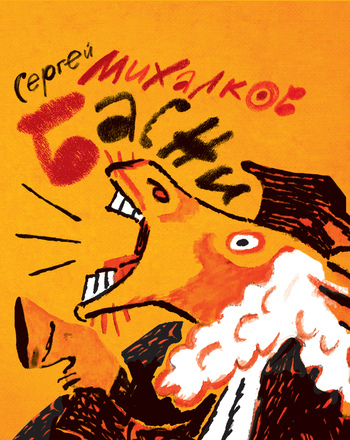 Сергей
Михалков
Басни